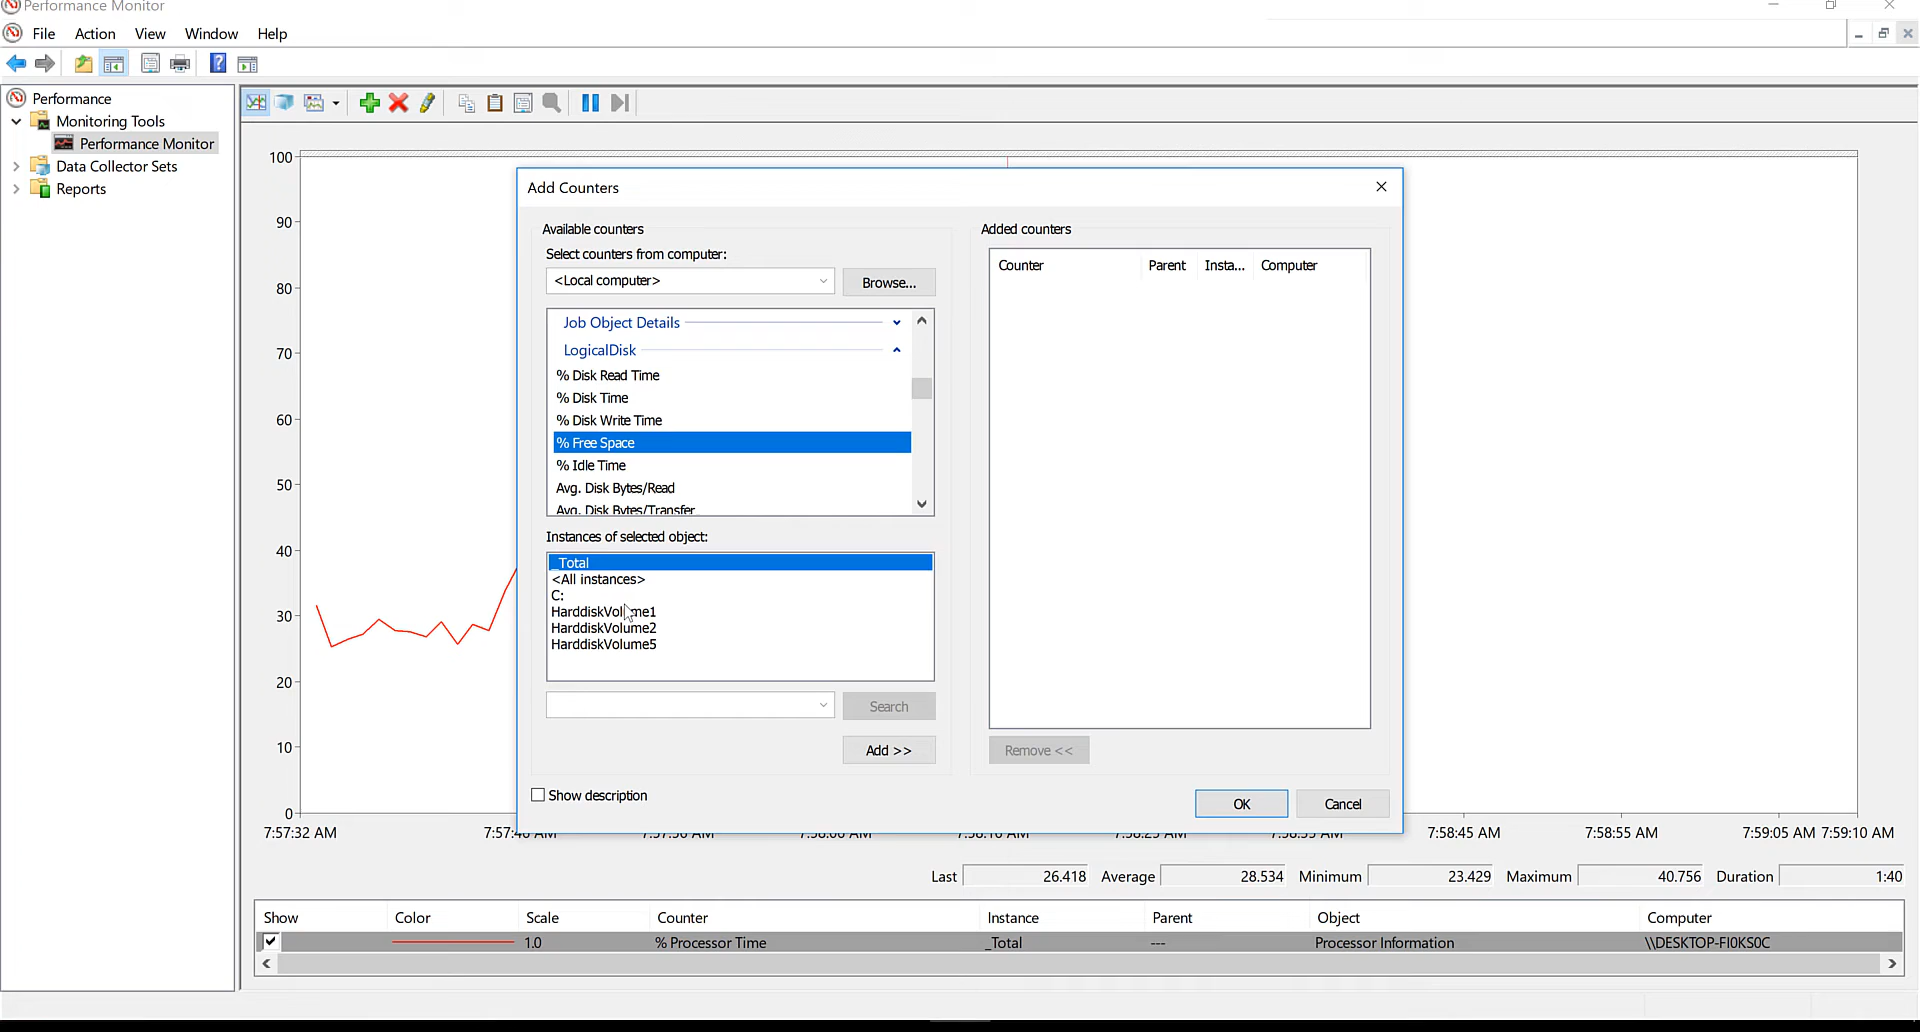 Performance Monitor
File Action View Window Help
Performance
Monitoring Tools
Performance Monitor
Data Collector Sets
Reports
100
90
80
70
60
50
40
30
20
10
0
Add Counters
Available counters
Select counters from computer:
<Local computer>
Browse...
Job Object Details
LogicalDisk
% Disk Read Time
% Disk Time
% Disk Write Time
% Free Space
% Idle Time
Avg. Disk Bytes/Read
Avg. Disk Bytes/Transfer
Instances of selected object:
_Total
<All instances>
C:
HarddiskVolume1
HarddiskVolume2
HarddiskVolume5
Search
Add >>
Show description
Added counters
Counter Parent Insta... Computer
Remove <<
OK Cancel
7:57:32 AM 7:58:45 AM 7:58:55 AM 7:59:05 AM 7:59:10 AM
Last 26.418 Average 28.534 Minimum 23.429 Maximum 40.756 Duration 1:40
Show Color Scale Counter Instance Parent Object Computer
1.0 % Processor Time _Total --- Processor Information \\DESKTOP-FI0KS0C